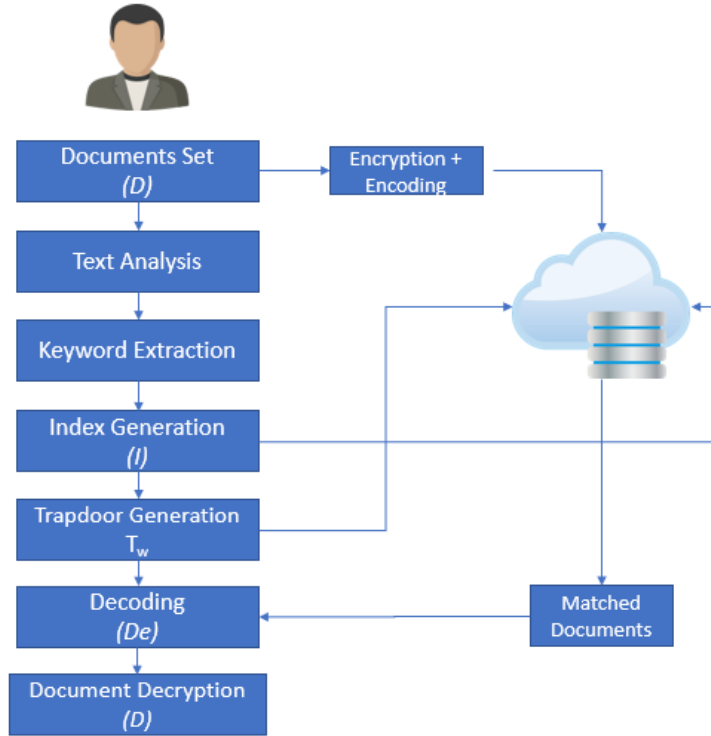 Documents Set
(D)
Encryption +
Encoding
Text Analysis
Keyword Extraction
Index Generation
(I)
Trapdoor Generation
Tw
Decoding
(De)
Matched
Documents
Document Decryption
(D)